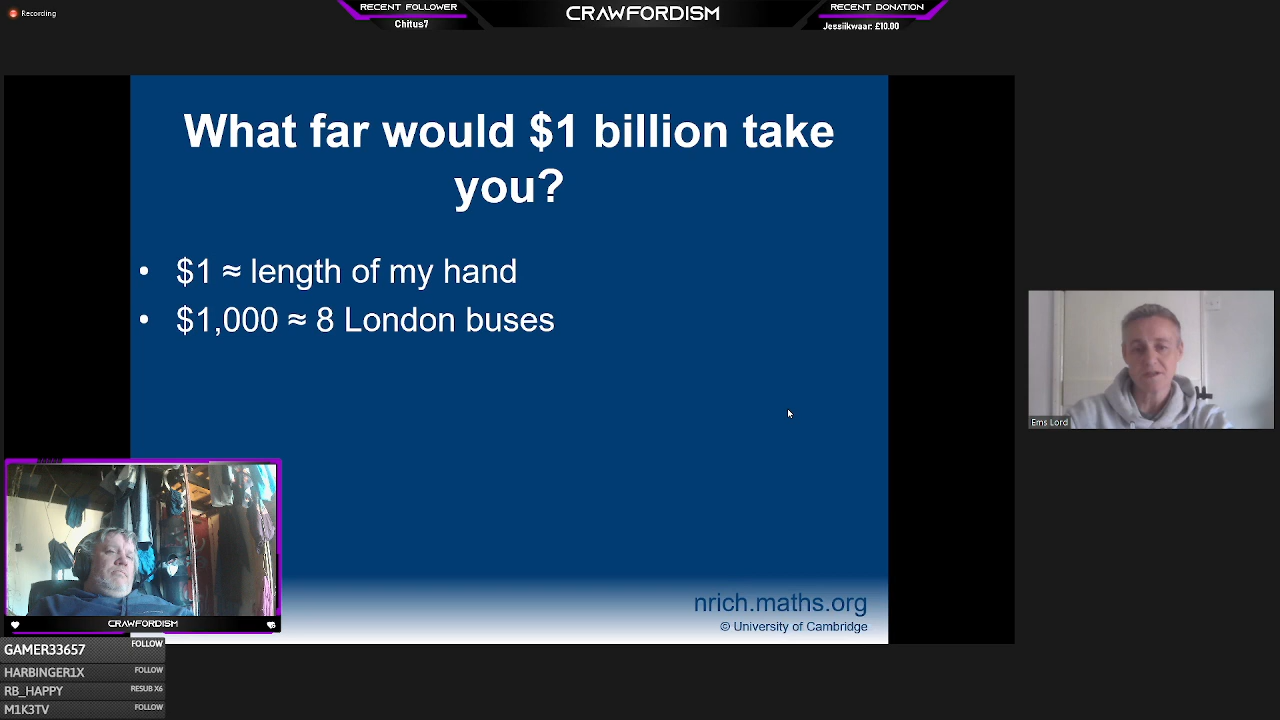 Recording
RECENT FOLLOWER
Chitus7
CRAWFORDISM
RECENT DONATION
Jessiikwaar: £10.00
What far would $1 billion take
you?
• $1 ≈ length of my hand
• $1,000 ≈ 8 London buses
Ems Lord
nrich.maths.org
© University of Cambridge
CRAWFORDISM
GAMER33657 FOLLOW
HARBINGER1X FOLLOW
RB_HAPPY RESUB X6
M1K3TV FOLLOW